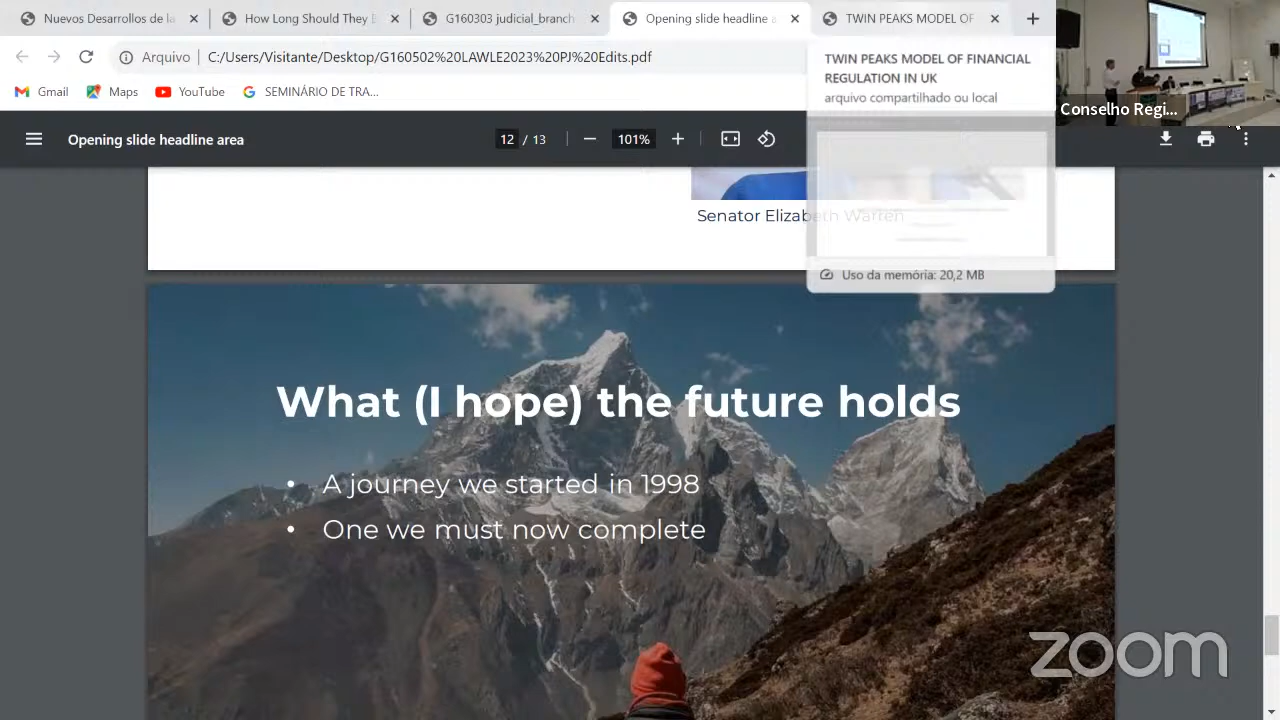 Nuevos Desarrollos de la
How Long Should They B
G160303 judicial_branch
Opening slide headline a
TWIN PEAKS MODEL OF
Arquivo
C:/Users/Visitante/Desktop/G160502%20LAWLE2023%20PJ%20Edits.pdf
TWIN PEAKS MODEL OF FINANCIAL
REGULATION IN UK
arquivo compartilhado ou local
Gmail
Maps
YouTube
SEMINÁRIO DE TRA...
Conselho Regi...
Opening slide headline area
12 / 13
101%
Senator Elizabeth Warren
Uso da memória: 20,2 MB
What (I hope) the future holds
• A journey we started in 1998
• One we must now complete
zoom